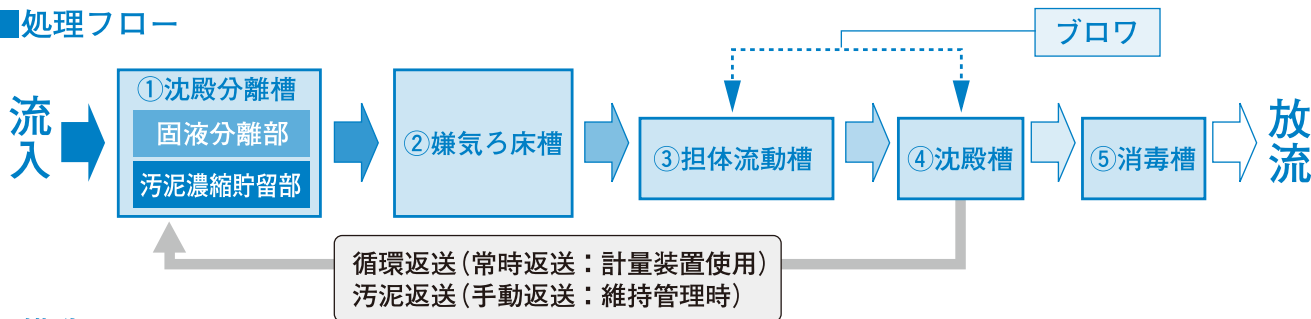 ■処理フロー
ブロワ
流入
①沈殿分離槽
固液分離部
汚泥濃縮貯留部
②嫌気ろ床槽
③担体流動槽
④沈殿槽
⑤消毒槽
放流
循環返送(常時返送:計量装置使用)
汚泥返送(手動返送:維持管理時)